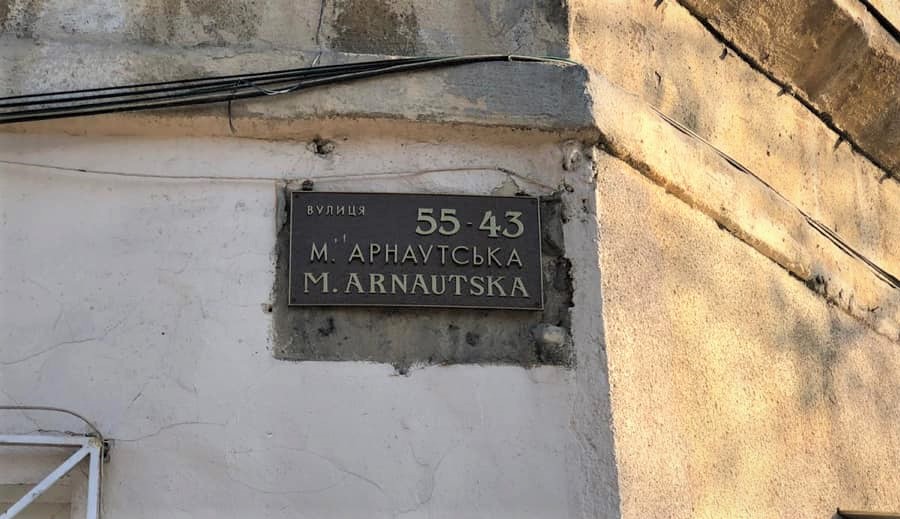 ВУЛИЦЯ 55-43
М. АРНАУТСЬКА
M. ARNAUTSKA